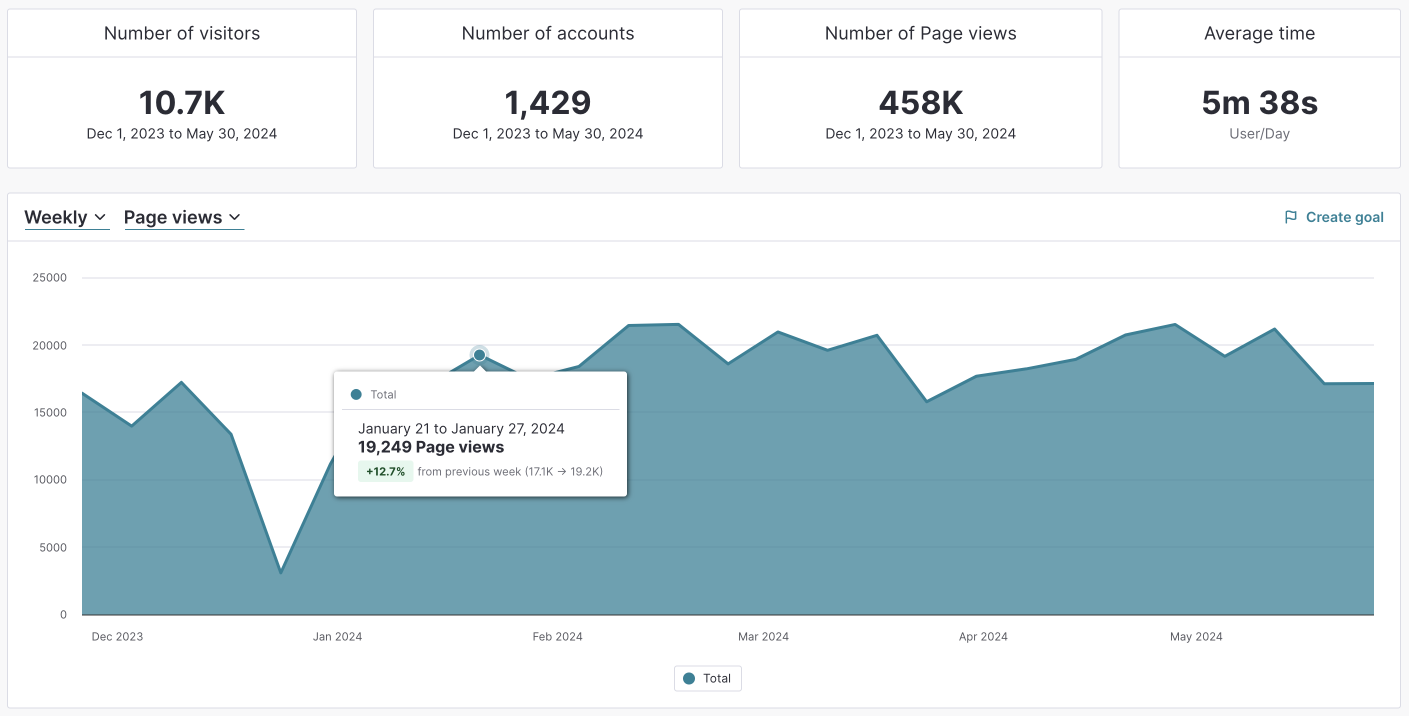 Number of visitors
10.7K
Dec 1, 2023 to May 30, 2024
Number of accounts
1,429
Dec 1, 2023 to May 30, 2024
Number of Page views
458K
Dec 1, 2023 to May 30, 2024
Average time
5m 38s
User/Day
Weekly Page views
Create goal
25000
20000
15000
10000
5000
0
Total
January 21 to January 27, 2024
19,249 Page views
+12.7% from previous week (17.1K → 19.2K)
Dec 2023 Jan 2024 Feb 2024 Mar 2024 Apr 2024 May 2024
Total